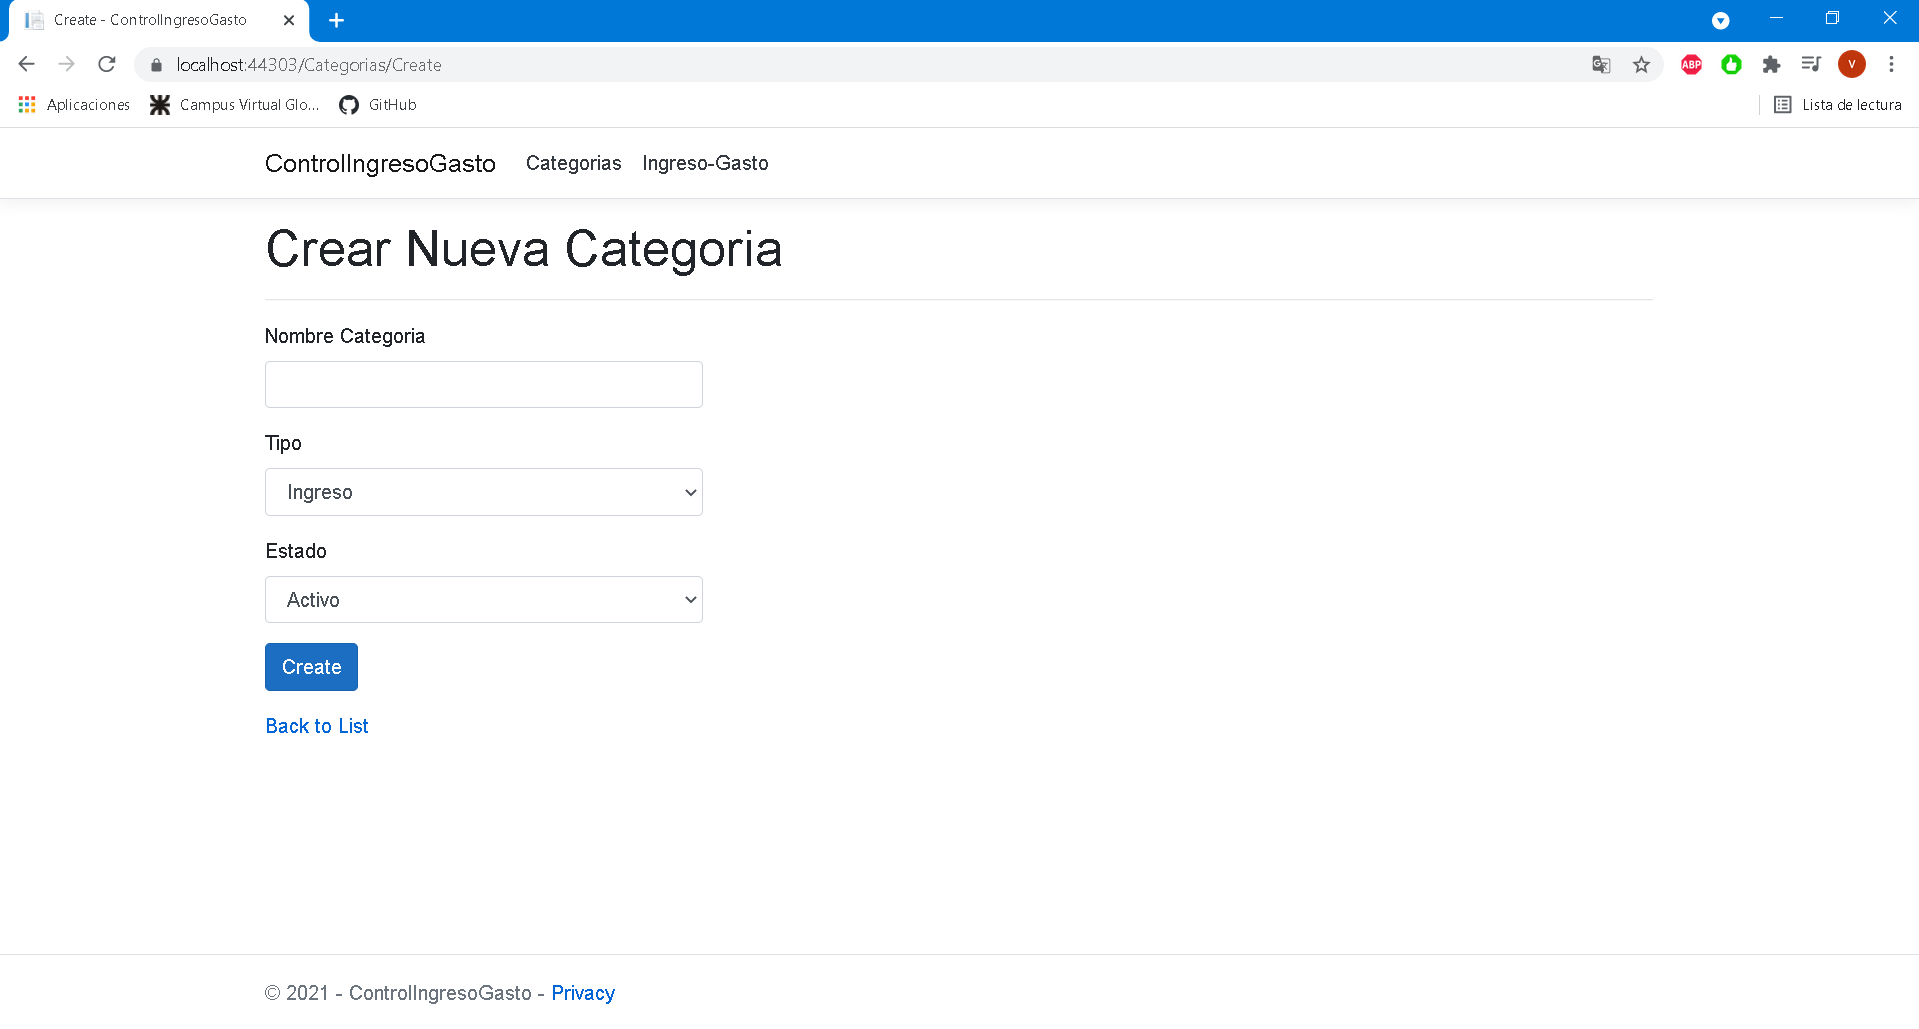 Create - ControlIngresoGasto
localhost:44303/Categorias/Create
ABP
V
Aplicaciones
Campus Virtual Glo...
GitHub
Lista de lectura
ControlIngresoGasto
Categorias
Ingreso-Gasto
Crear Nueva Categoria
Nombre Categoria
Tipo
Ingreso
Estado
Activo
Create
Back to List
© 2021 - ControlIngresoGasto - Privacy